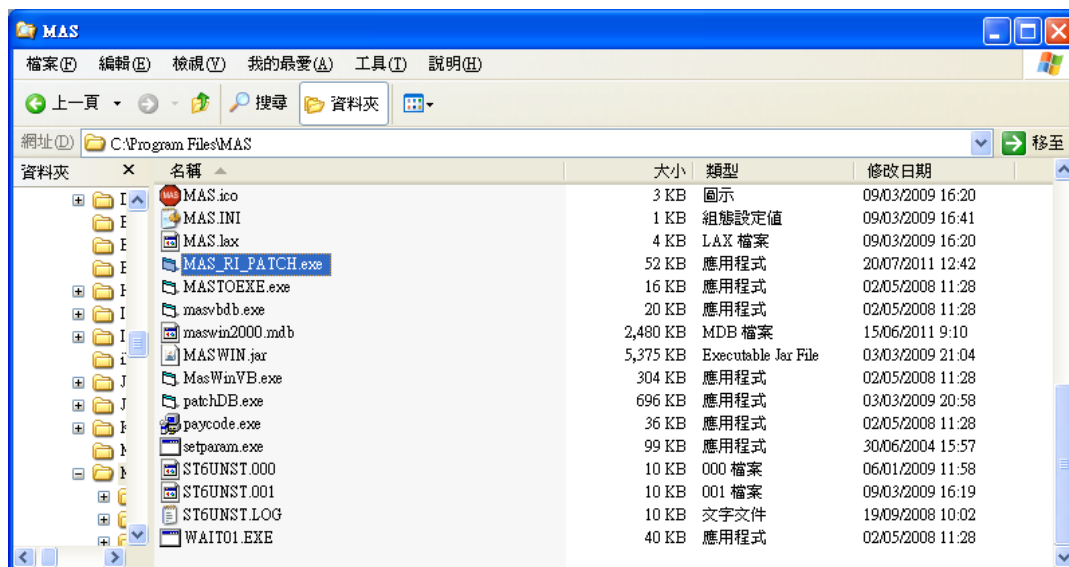 MAS
檔案(F) 編輯(E) 檢視(V) 我的最愛(A) 工具(T) 說明(H)
上一頁 搜尋 資料夾
網址(D) C:\Program Files\MAS 移至
資料夾 × 名稱 大小 類型 修改日期
MAS.ico 3 KB 圖示 09/03/2009 16:20
MAS.INI 1 KB 組態設定值 09/03/2009 16:41
MAS.lax 4 KB LAX 檔案 09/03/2009 16:20
MAS_RI_PATCH.exe 52 KB 應用程式 20/07/2011 12:42
MASTOEXE.exe 16 KB 應用程式 02/05/2008 11:28
masvbdb.exe 20 KB 應用程式 02/05/2008 11:28
maswin2000.mdb 2,480 KB MDB 檔案 15/06/2011 9:10
MASWIN.jar 5,375 KB Executable Jar File 03/03/2009 21:04
MasWinVB.exe 304 KB 應用程式 02/05/2008 11:28
patchDB.exe 696 KB 應用程式 03/03/2009 20:58
paycode.exe 36 KB 應用程式 02/05/2008 11:28
setparam.exe 99 KB 應用程式 30/06/2004 15:57
ST6UNST.000 10 KB 000 檔案 06/01/2009 11:58
ST6UNST.001 10 KB 001 檔案 09/03/2009 16:19
ST6UNST.LOG 10 KB 文字文件 19/09/2008 10:02
WAIT01.EXE 40 KB 應用程式 02/05/2008 11:28